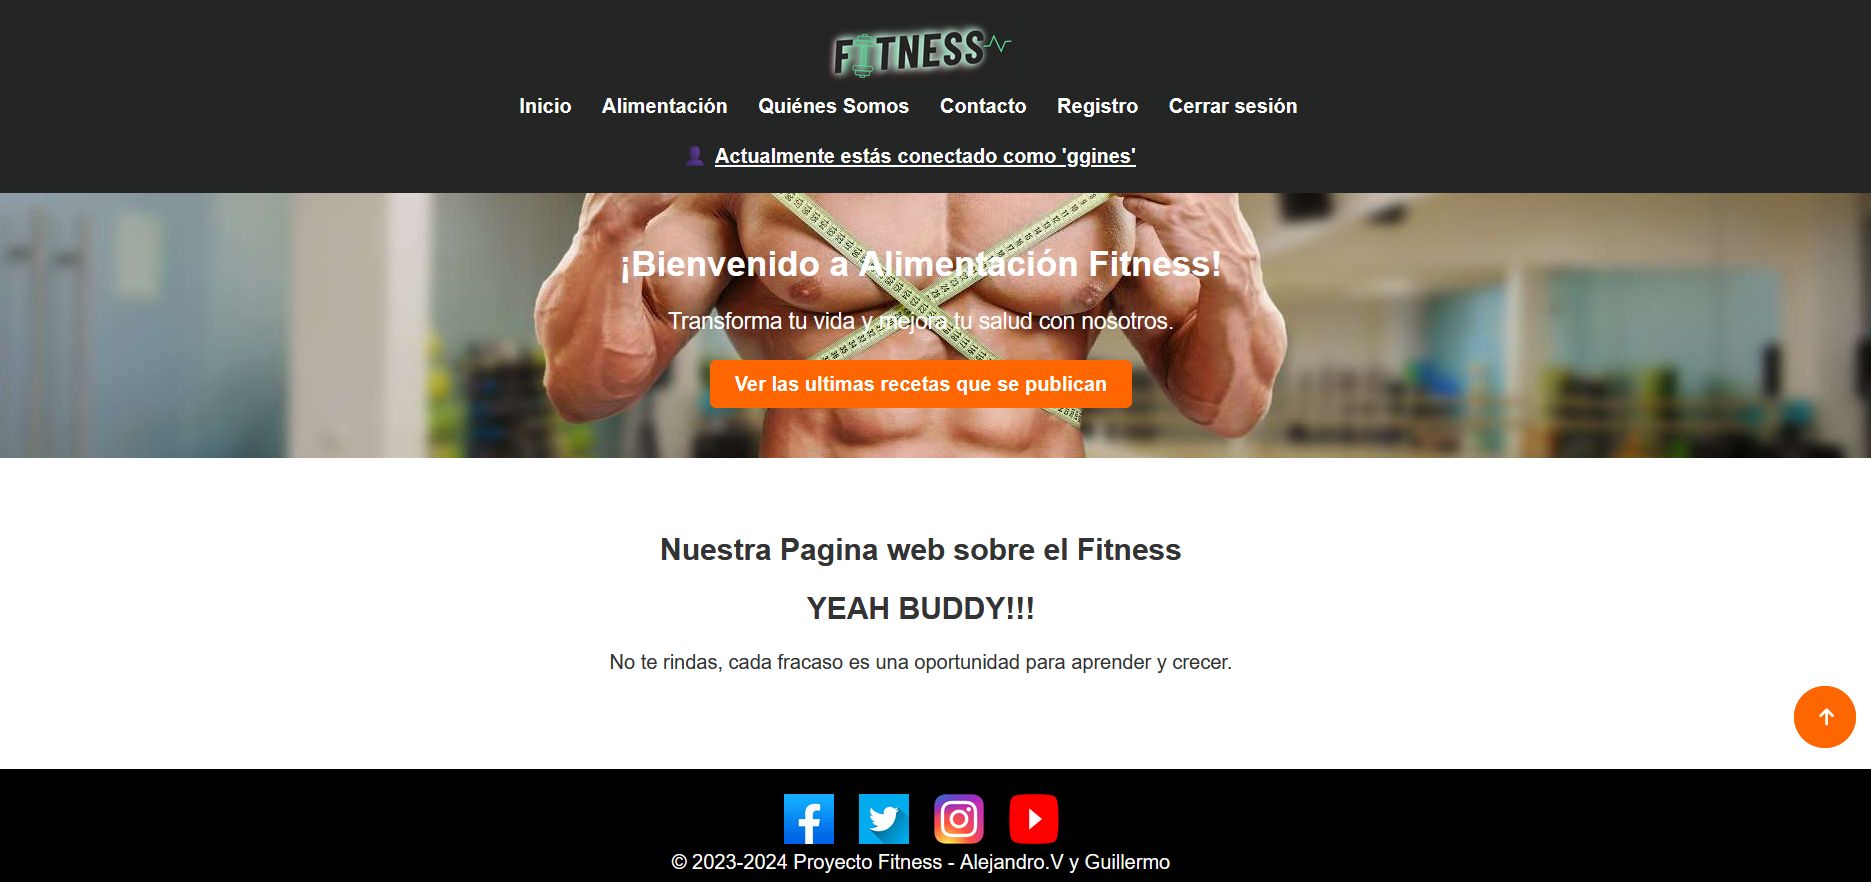 FITNESS
Inicio Alimentación Quiénes Somos Contacto Registro Cerrar sesión
Actualmente estás conectado como 'ggines'
¡Bienvenido a Alimentación Fitness!
Transforma tu vida y mejora tu salud con nosotros.
Ver las ultimas recetas que se publican
Nuestra Pagina web sobre el Fitness
YEAH BUDDY!!!
No te rindas, cada fracaso es una oportunidad para aprender y crecer.
© 2023-2024 Proyecto Fitness - Alejandro.V y Guillermo